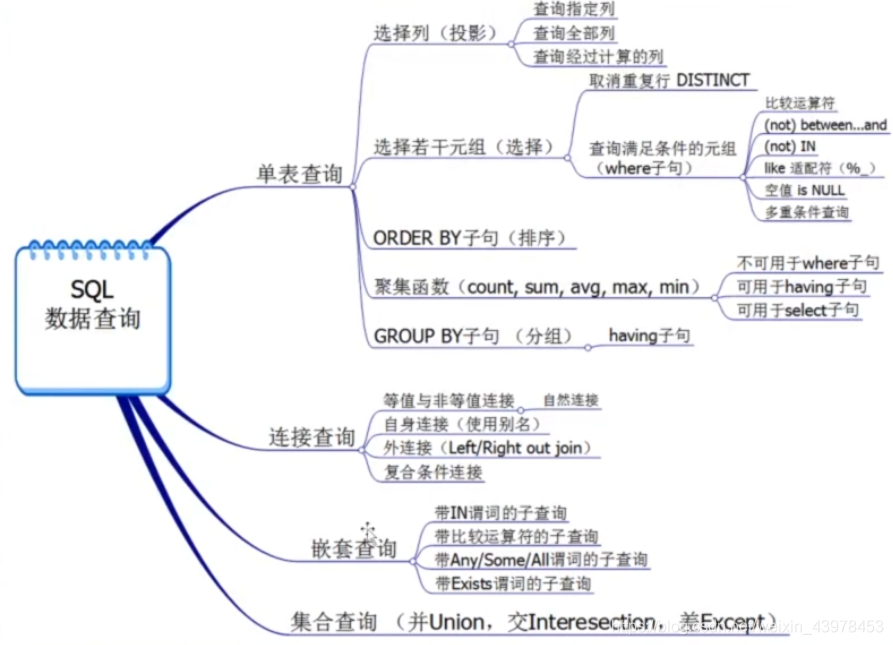 SQL
数据查询
单表查询
选择列（投影）
查询指定列
查询全部列
查询经过计算的列
选择若干元组（选择）
取消重复行 DISTINCT
查询满足条件的元组
（where子句）
比较运算符
(not) between...and
(not) IN
like 适配符（%_）
空值 is NULL
多重条件查询
ORDER BY子句（排序）
聚集函数（count, sum, avg, max, min）
不可用于where子句
可用于having子句
可用于select子句
GROUP BY子句 （分组）
having子句
连接查询
等值与非等值连接
自然连接
自身连接（使用别名）
外连接（Left/Right out join）
复合条件连接
嵌套查询
带IN谓词的子查询
带比较运算符的子查询
带Any/Some/All谓词的子查询
带Exists谓词的子查询
集合查询 （并Union，交Interesection，差Except）
https://blog.csdn.net/weixin_43978453